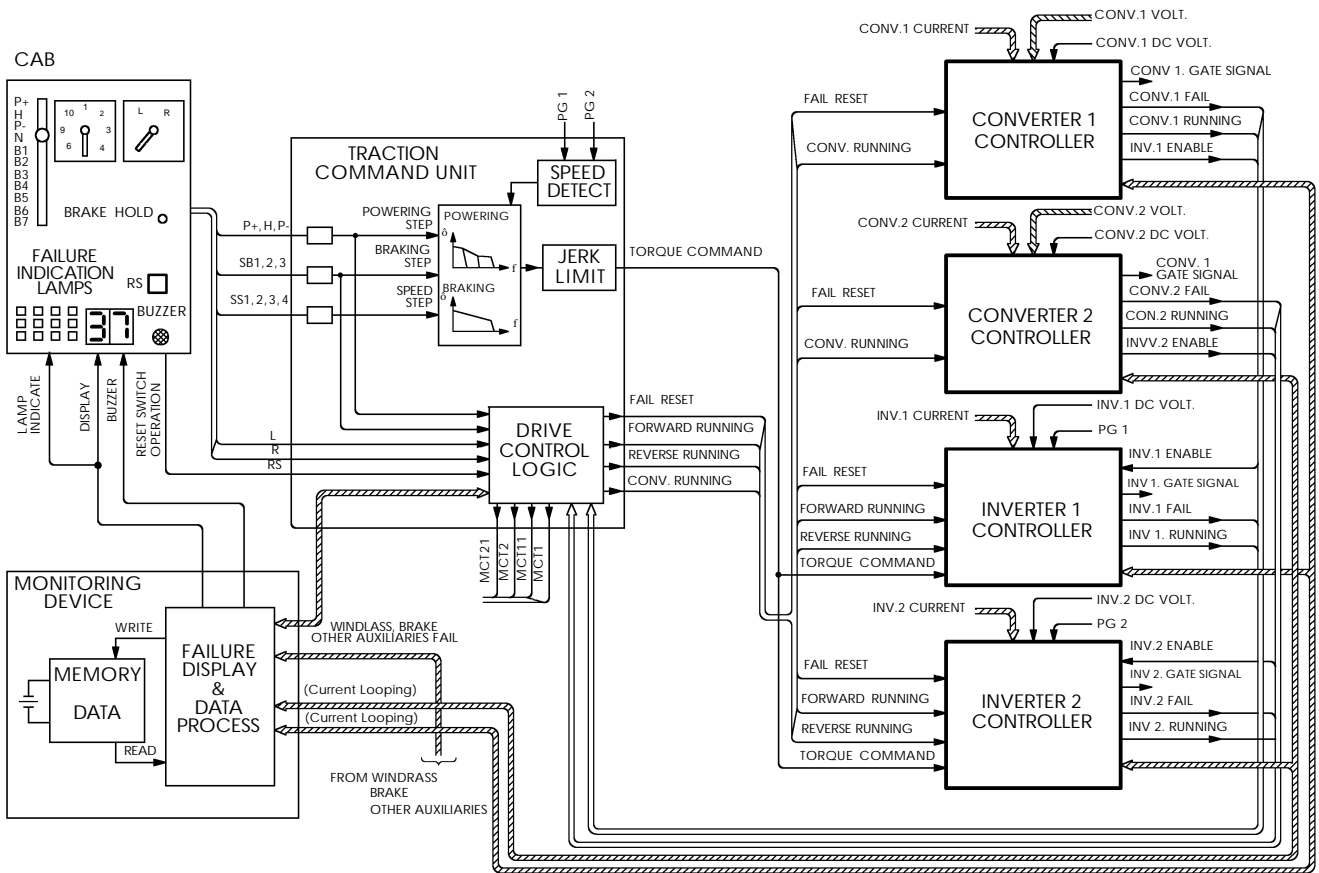 CAB
P+
H
P-
N
B1
B2
B3
B4
B5
B6
B7
10
1
2
9
3
6
4
L R
BRAKE HOLD
FAILURE
INDICATION
LAMPS
RS
37
BUZZER
LAMP
INDICATE
DISPLAY
BUZZER
RESET SWITCH
OPERATION
TRACTION
COMMAND UNIT
PG 1
PG 2
SPEED
DETECT
P+,H,P-
SB1,2,3
SS1,2,3,4
POWERING
STEP
BRAKING
STEP
SPEED
STEP
POWERING
ô
f
BRAKING
ô
f
JERK
LIMIT
TORQUE COMMAND
L
R
RS
DRIVE
CONTROL
LOGIC
FAIL RESET
FORWARD RUNNING
REVERSE RUNNING
CONV. RUNNING
MCT21
MCT2
MCT11
MCT1
MONITORING
DEVICE
WRITE
MEMORY
DATA
READ
FAILURE
DISPLAY
&
DATA
PROCESS
WINDLASS, BRAKE
OTHER AUXILIARIES FAIL
(Current Looping)
(Current Looping)
FROM WINDRASS
BRAKE
OTHER AUXILIARIES
CONV.1 CURRENT
CONV.1 VOLT.
CONV.1 DC VOLT.
FAIL RESET
CONV. RUNNING
CONVERTER 1
CONTROLLER
CONV 1. GATE SIGNAL
CONV.1 FAIL
CONV.1 RUNNING
INV.1 ENABLE
CONV.2 CURRENT
CONV.2 VOLT.
CONV.2 DC VOLT.
FAIL RESET
CONV. RUNNING
CONVERTER 2
CONTROLLER
CONV. 1
GATE SIGNAL
CONV.2 FAIL
CON.2 RUNNING
INVV.2 ENABLE
INV.1 CURRENT
INV.1 DC VOLT.
PG 1
FAIL RESET
FORWARD RUNNING
REVERSE RUNNING
TORQUE COMMAND
INVERTER 1
CONTROLLER
INV.1 ENABLE
INV 1. GATE SIGNAL
INV.1 FAIL
INV 1. RUNNING
INV.2 CURRENT
INV.2 DC VOLT.
PG 2
FAIL RESET
FORWARD RUNNING
REVERSE RUNNING
TORQUE COMMAND
INVERTER 2
CONTROLLER
INV.2 ENABLE
INV 2. GATE SIGNAL
INV.2 FAIL
INV 2. RUNNING